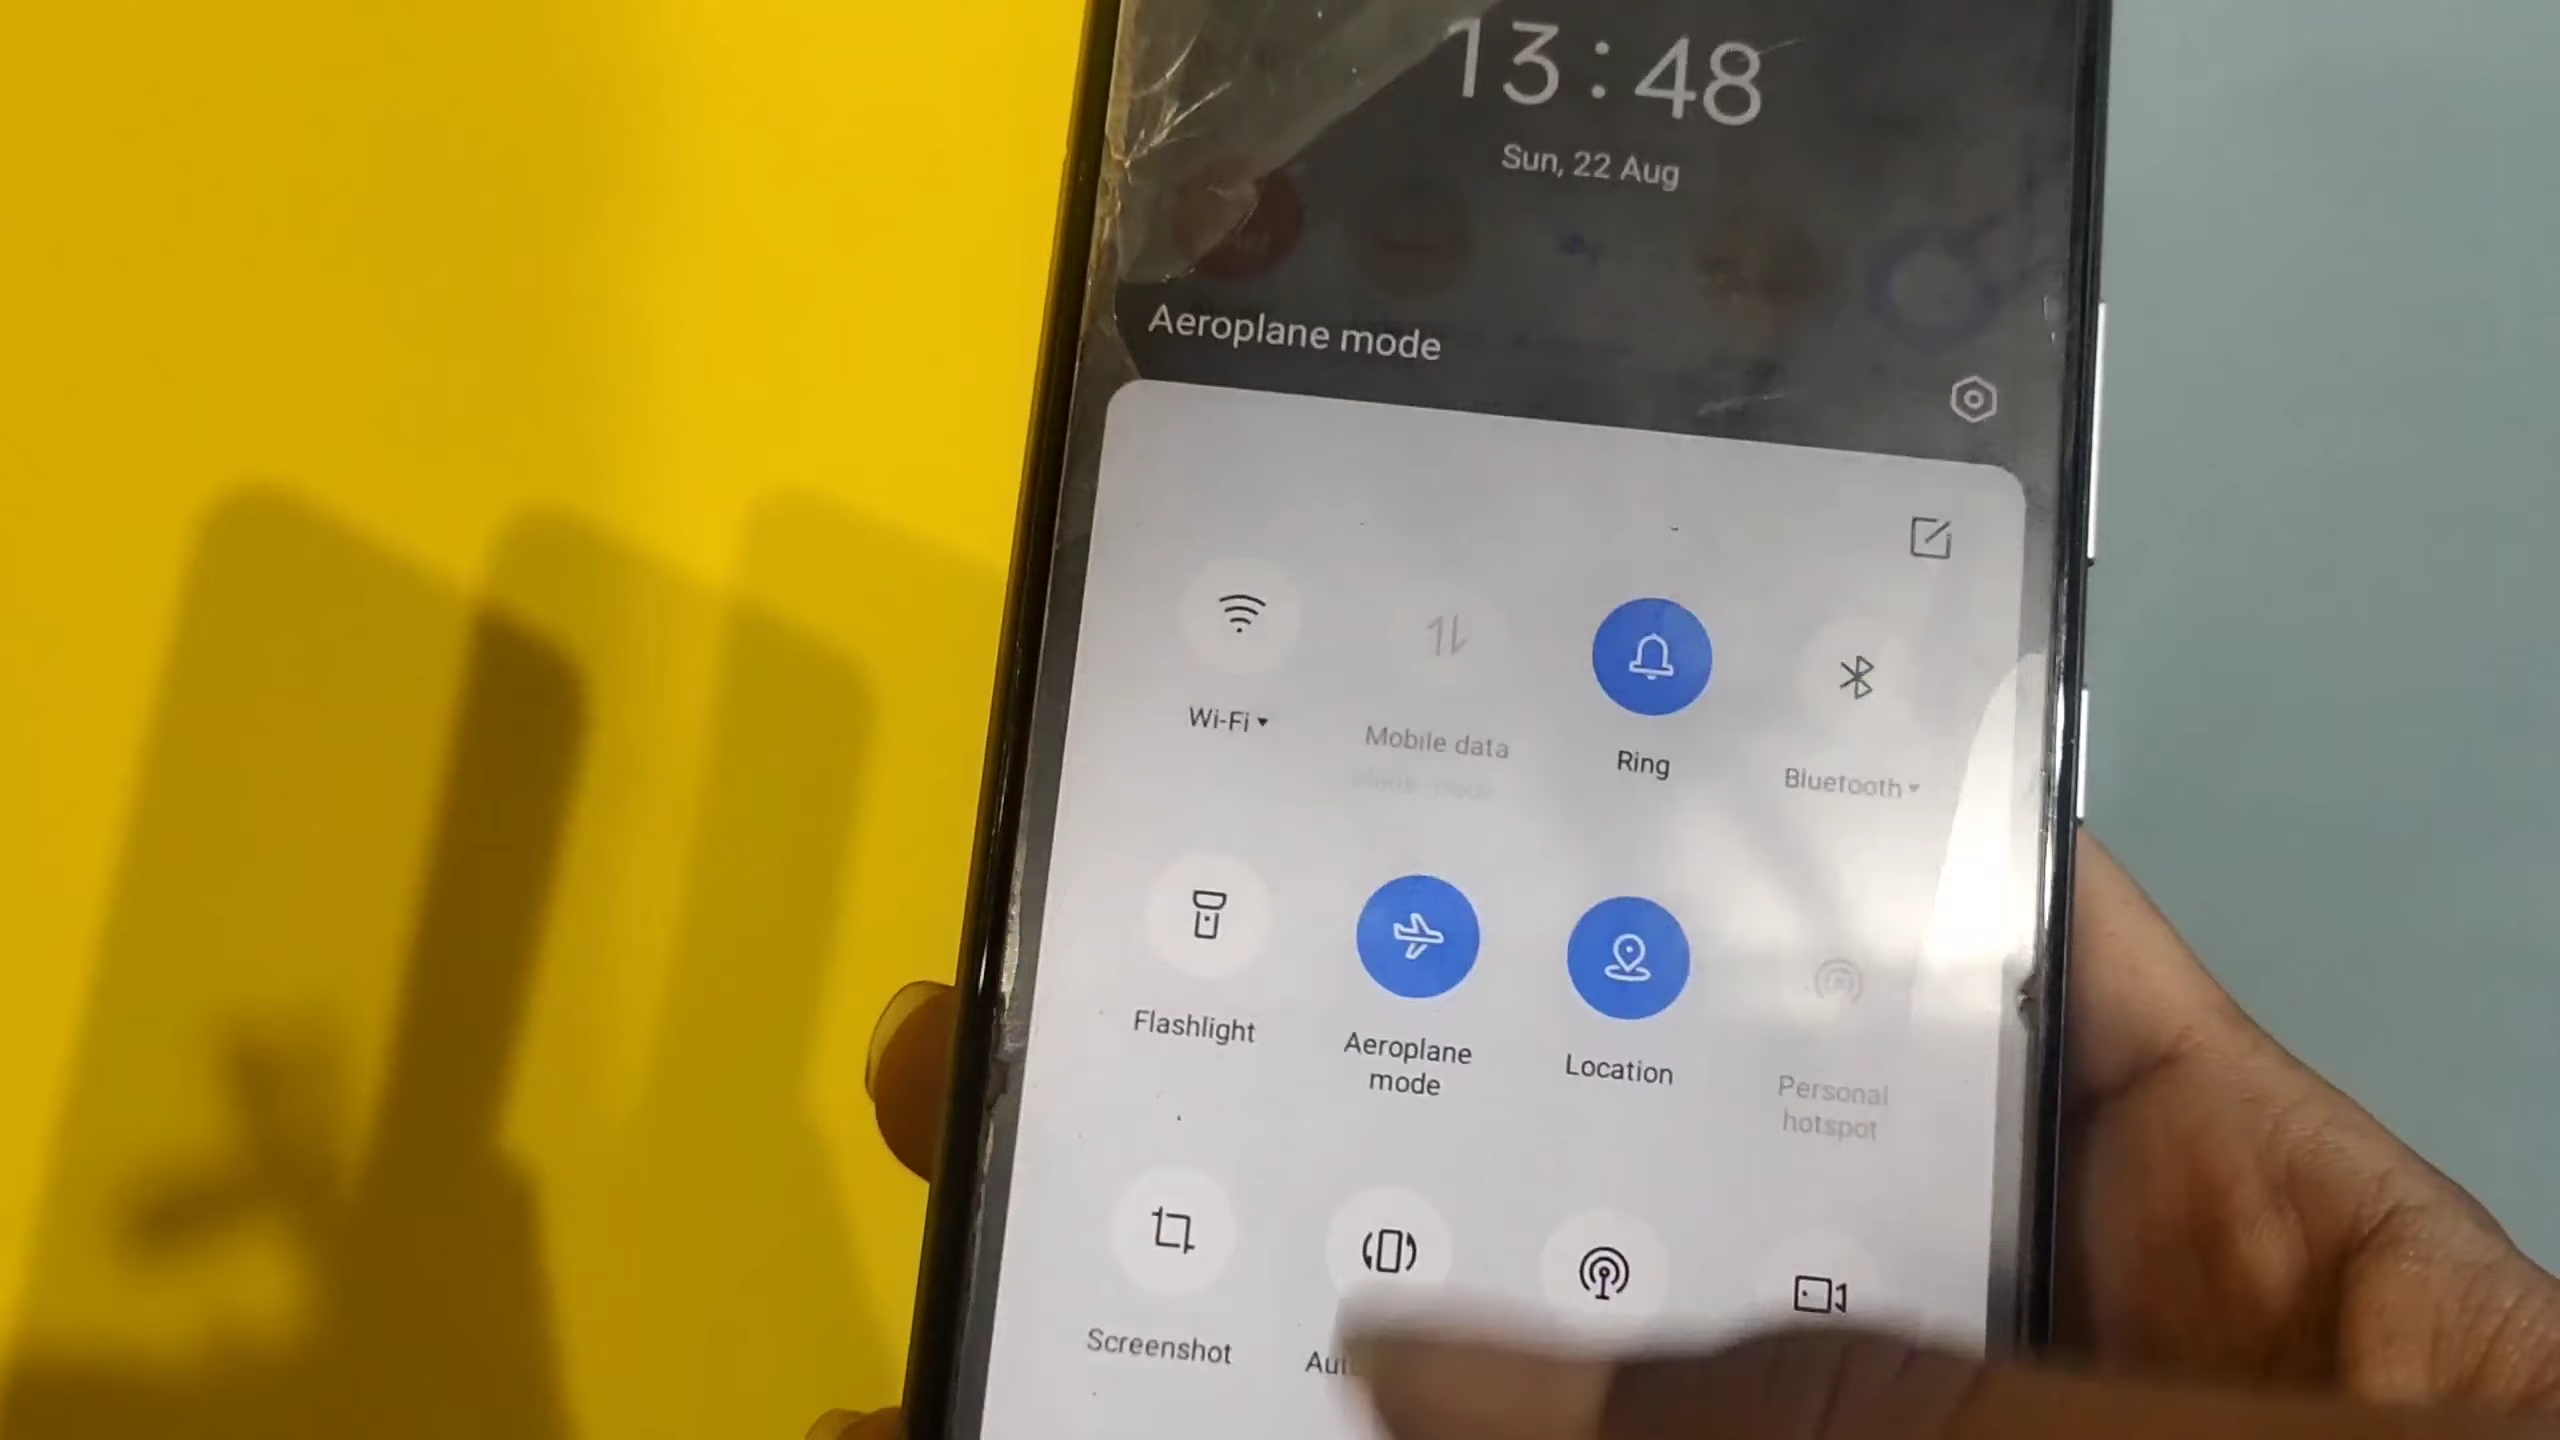 13:48
Sun, 22 Aug
Aeroplane mode
Wi-Fi
Mobile data
Ring
Bluetooth
Flashlight
Aeroplane
mode
Location
Personal
hotspot
Screenshot